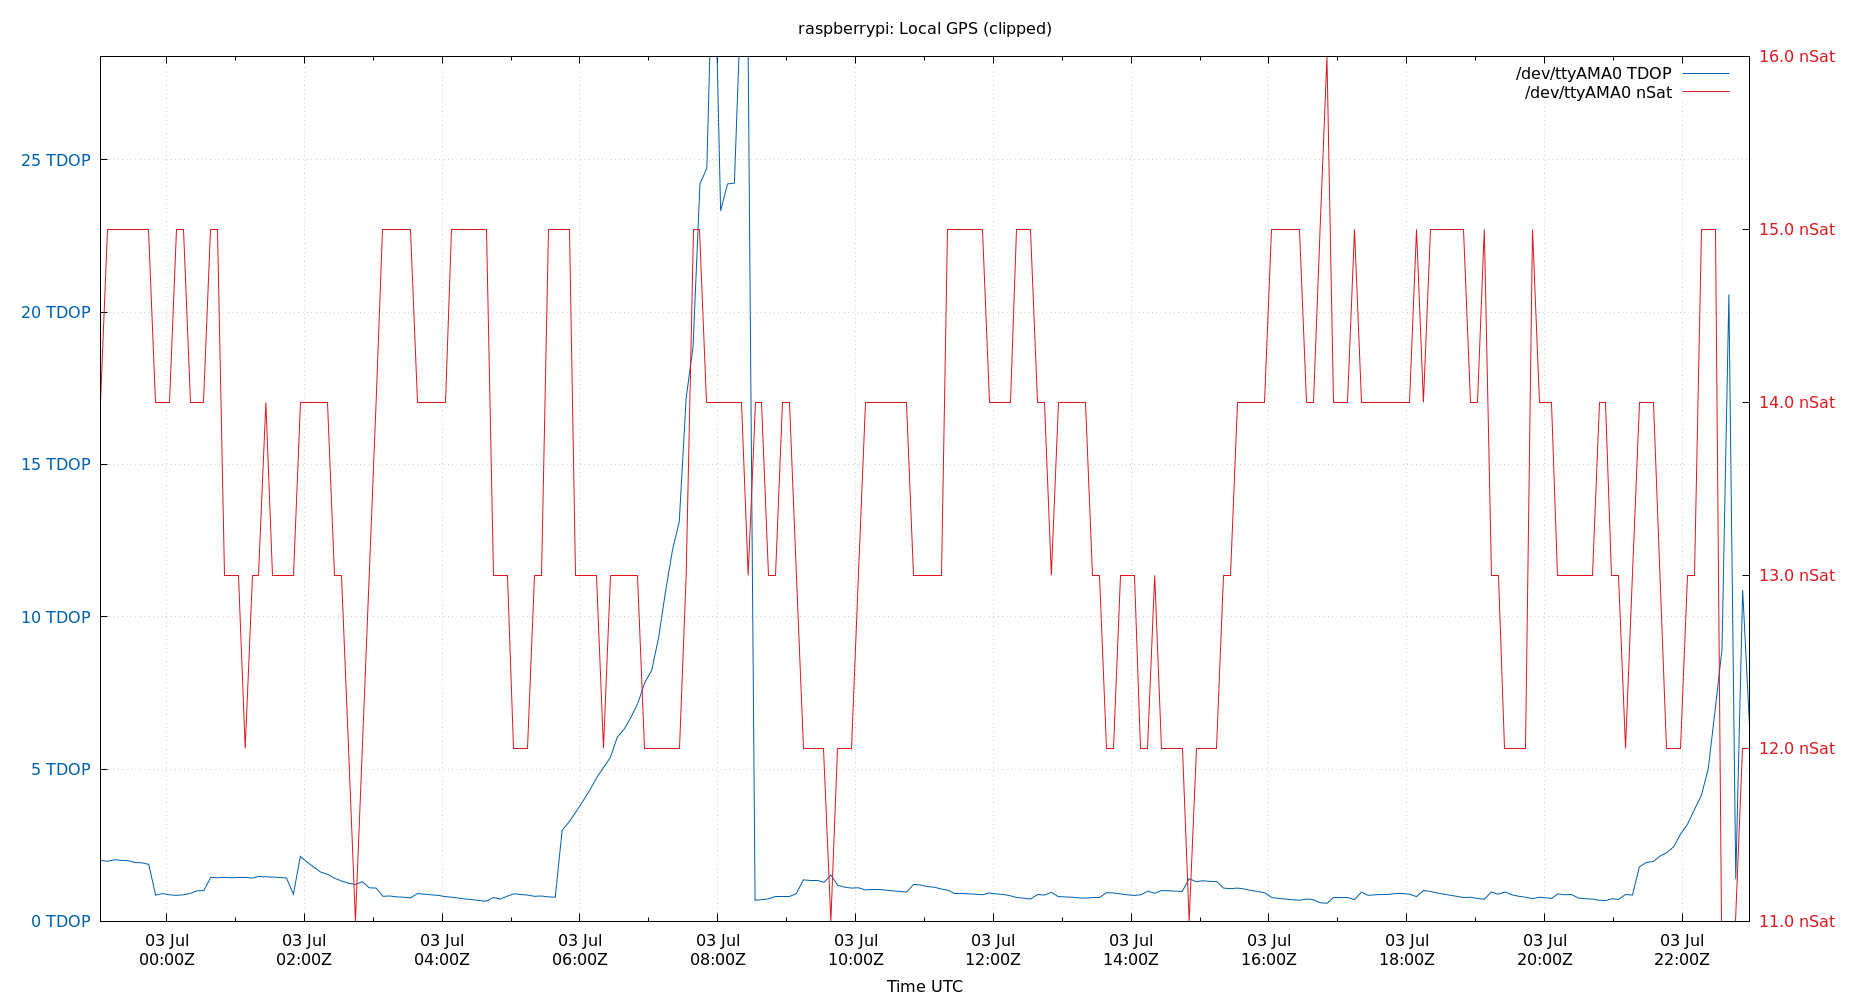 raspberrypi: Local GPS (clipped)
/dev/ttyAMA0 TDOP
/dev/ttyAMA0 nSat
25 TDOP
20 TDOP
15 TDOP
10 TDOP
5 TDOP
0 TDOP
16.0 nSat
15.0 nSat
14.0 nSat
13.0 nSat
12.0 nSat
11.0 nSat
03 Jul 03 Jul 03 Jul 03 Jul 03 Jul 03 Jul 03 Jul 03 Jul 03 Jul 03 Jul 03 Jul 03 Jul
00:00Z 02:00Z 04:00Z 06:00Z 08:00Z 10:00Z 12:00Z 14:00Z 16:00Z 18:00Z 20:00Z 22:00Z
Time UTC